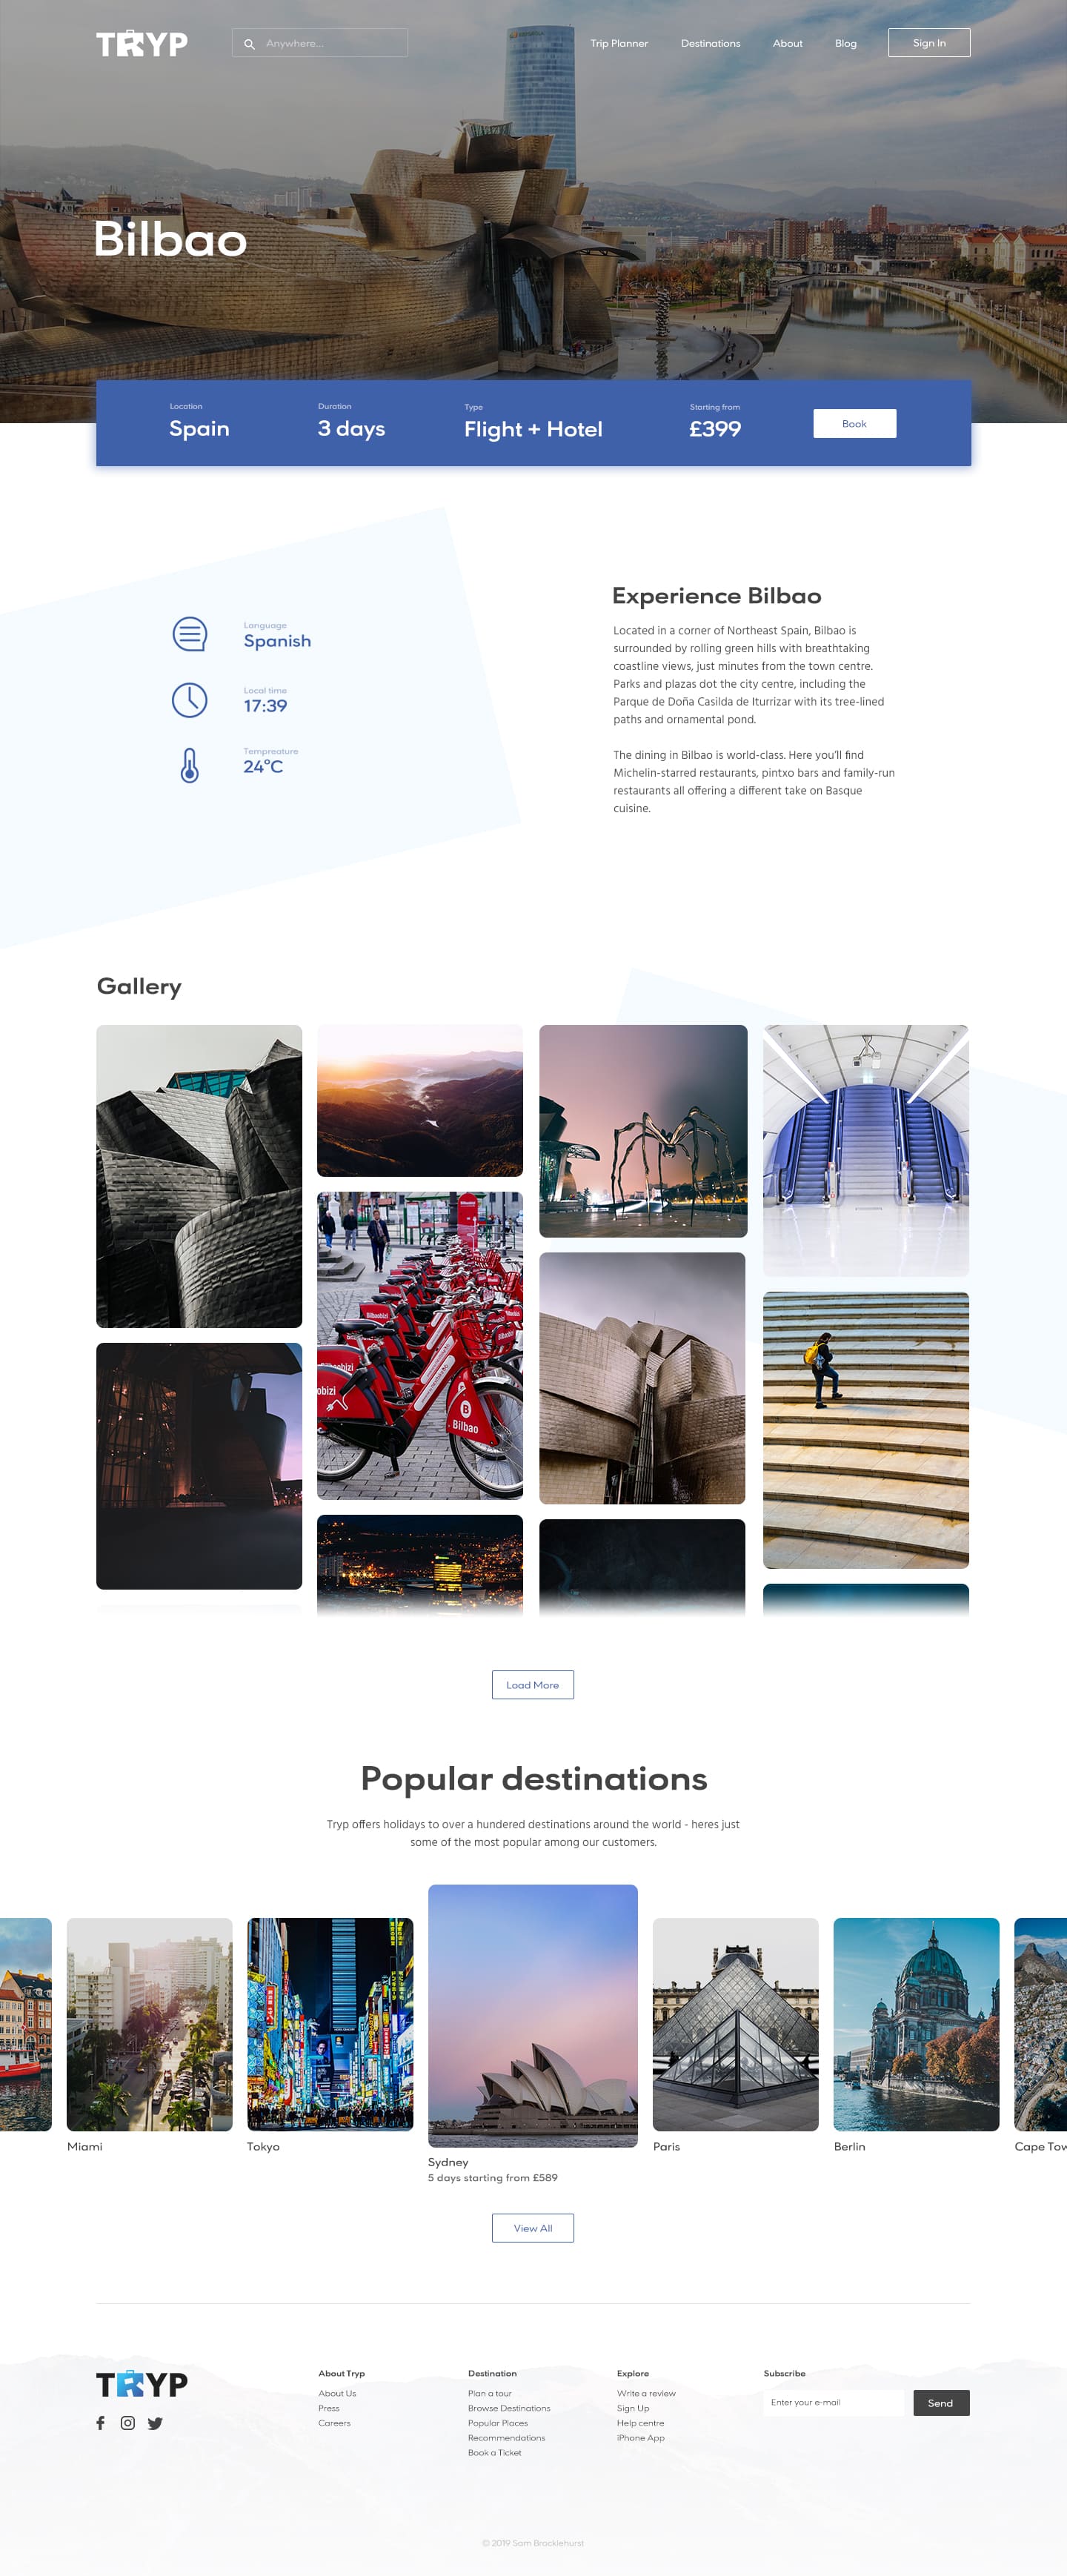 TRYP
Anywhere...
Trip Planner
Destinations
About
Blog
Sign In
Bilbao
Location
Spain
Duration
3 days
Type
Flight + Hotel
Starting from
£399
Book
Language
Spanish
Local time
17:39
Tempreature
24°C
Experience Bilbao
Located in a corner of Northeast Spain, Bilbao is
surrounded by rolling green hills with breathtaking
coastline views, just minutes from the town centre.
Parks and plazas dot the city centre, including the
Parque de Doña Casilda de Iturrizar with its tree-lined
paths and ornamental pond.
The dining in Bilbao is world-class. Here you'll find
Michelin-starred restaurants, pintxo bars and family-run
restaurants all offering a different take on Basque
cuisine.
Gallery
Bilbaobizi
obizi
Bilbao
Load More
Popular destinations
Tryp offers holidays to over a hundered destinations around the world - heres just
some of the most popular among our customers.
Miami
Tokyo
Sydney
5 days starting from £589
Paris
Berlin
Cape Tow
View All
TRYP
About Tryp
About Us
Press
Careers
Destination
Plan a tour
Browse Destinations
Popular Places
Recommendations
Book a Ticket
Explore
Write a review
Sign Up
Help centre
iPhone App
Subscribe
Enter your e-mail
Send
© 2019 Sam Brocklehurst